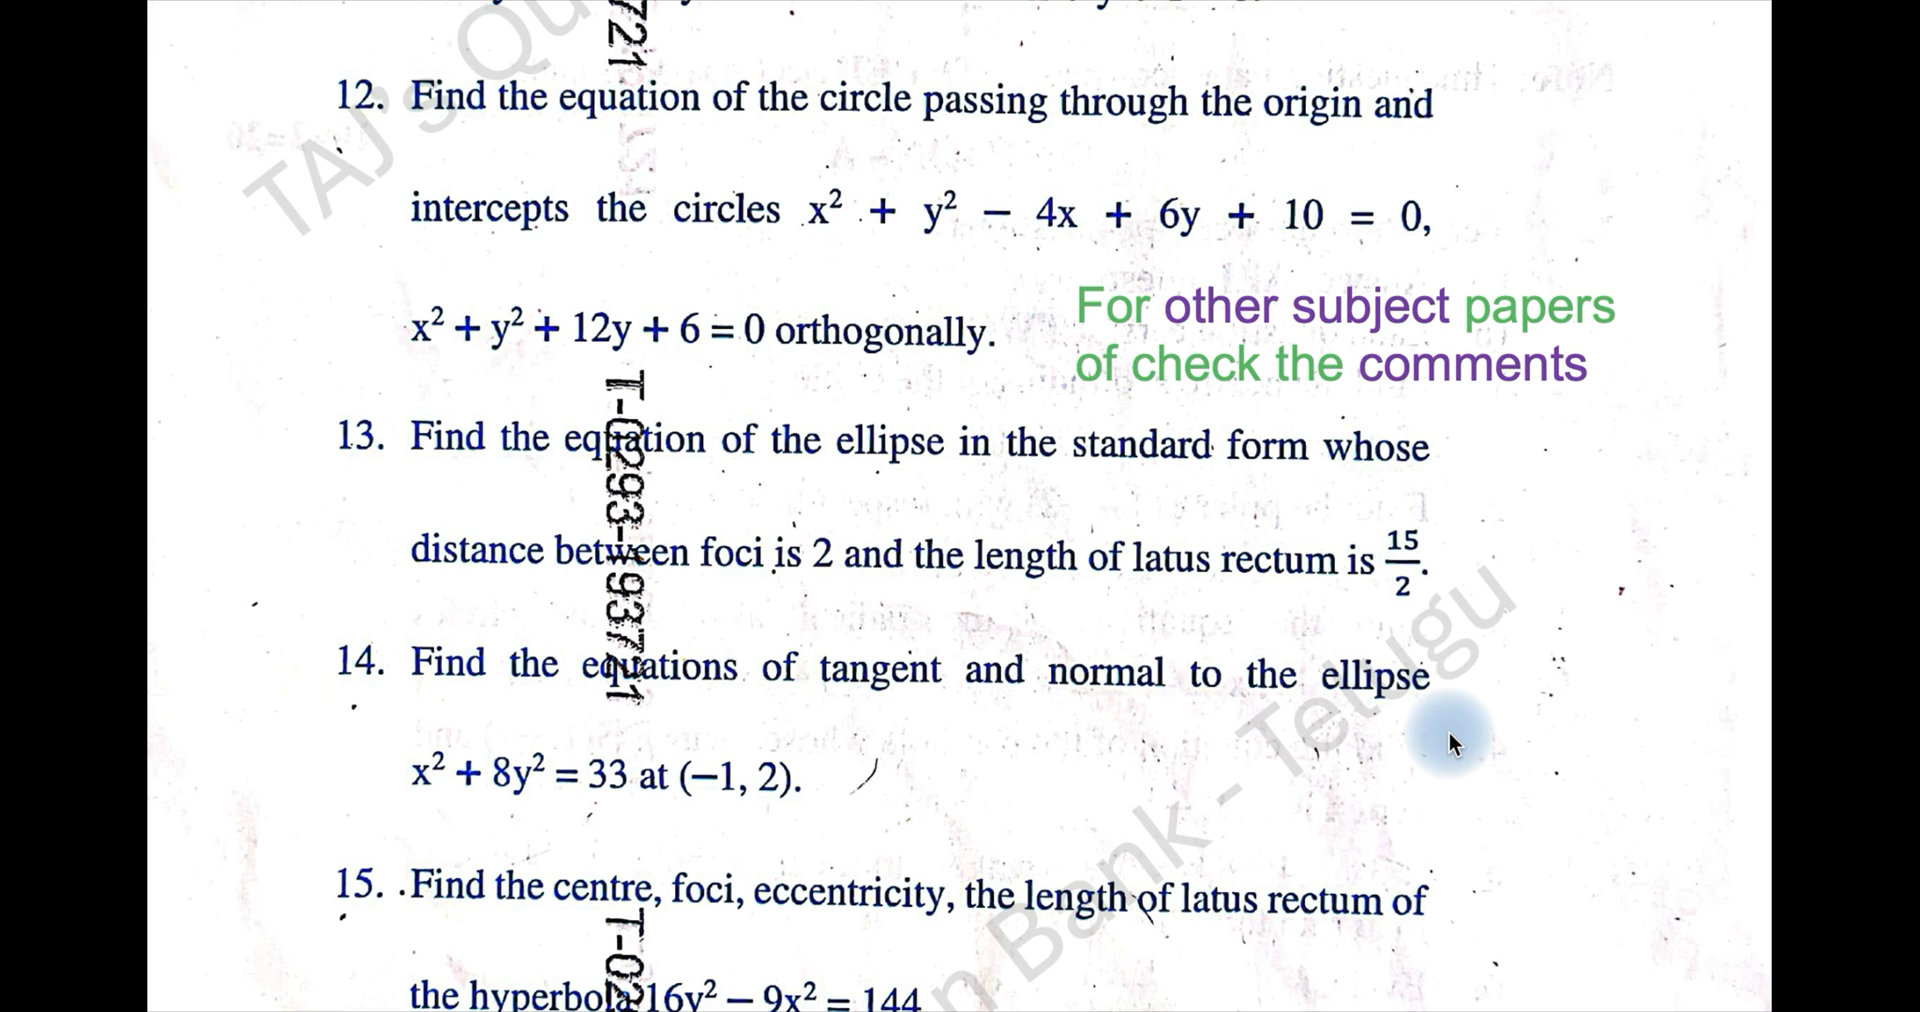 12. Find the equation of the circle passing through the origin and
intercepts the circles x² + y² − 4x + 6y + 10 = 0,
x² + y² + 12y + 6 = 0 orthogonally.
For other subject papers
of check the comments
13. Find the equation of the ellipse in the standard form whose
distance between foci is 2 and the length of latus rectum is 15/2.
14. Find the equations of tangent and normal to the ellipse
x² + 8y² = 33 at (−1, 2).
15. Find the centre, foci, eccentricity, the length of latus rectum of
the hyperbola 16y² − 9x² = 144
721
T-0293-193721
T-02
TAJ's Qu
n Bank - Telugu